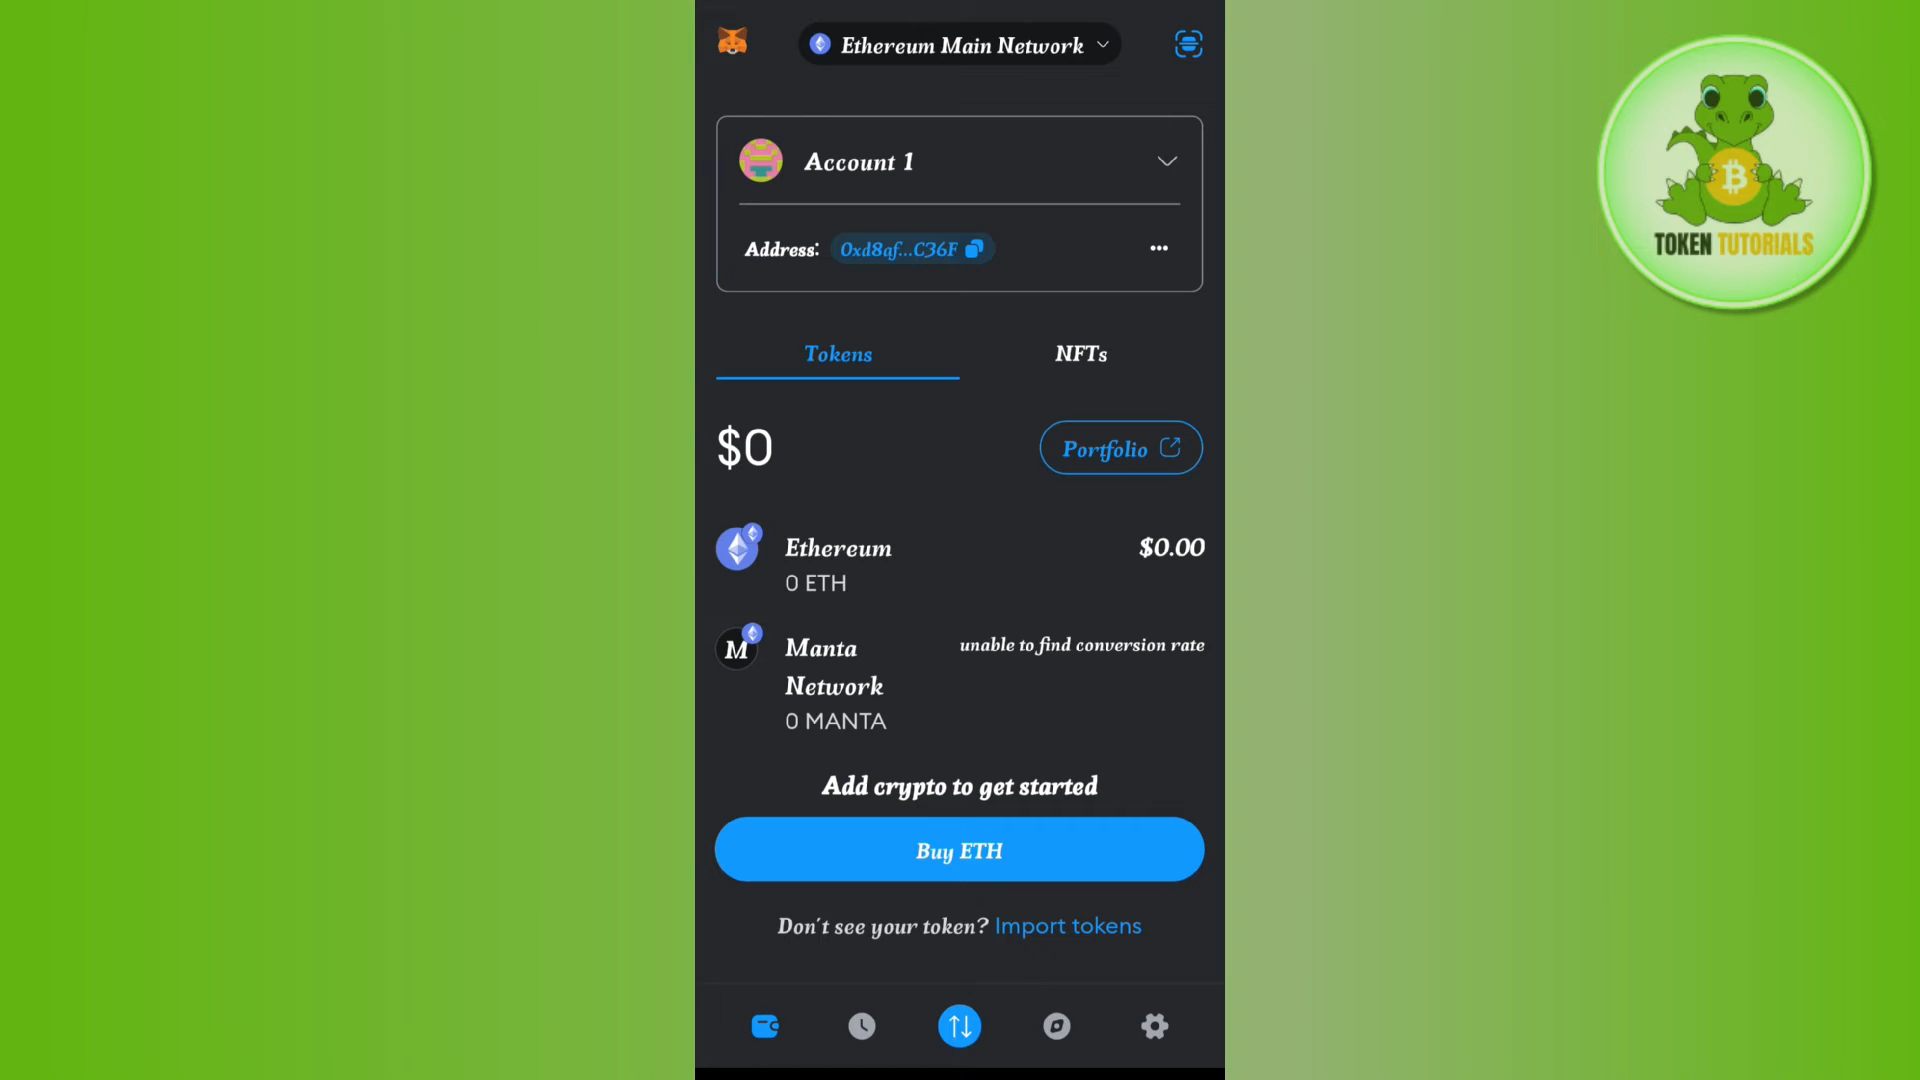 Ethereum Main Network
Account 1
Address: 0xd8af...C36F
Tokens
NFTs
$0
Portfolio
Ethereum
$0.00
0 ETH
M
Manta
Network
unable to find conversion rate
0 MANTA
Add crypto to get started
Buy ETH
Don't see your token? Import tokens
TOKEN TUTORIALS